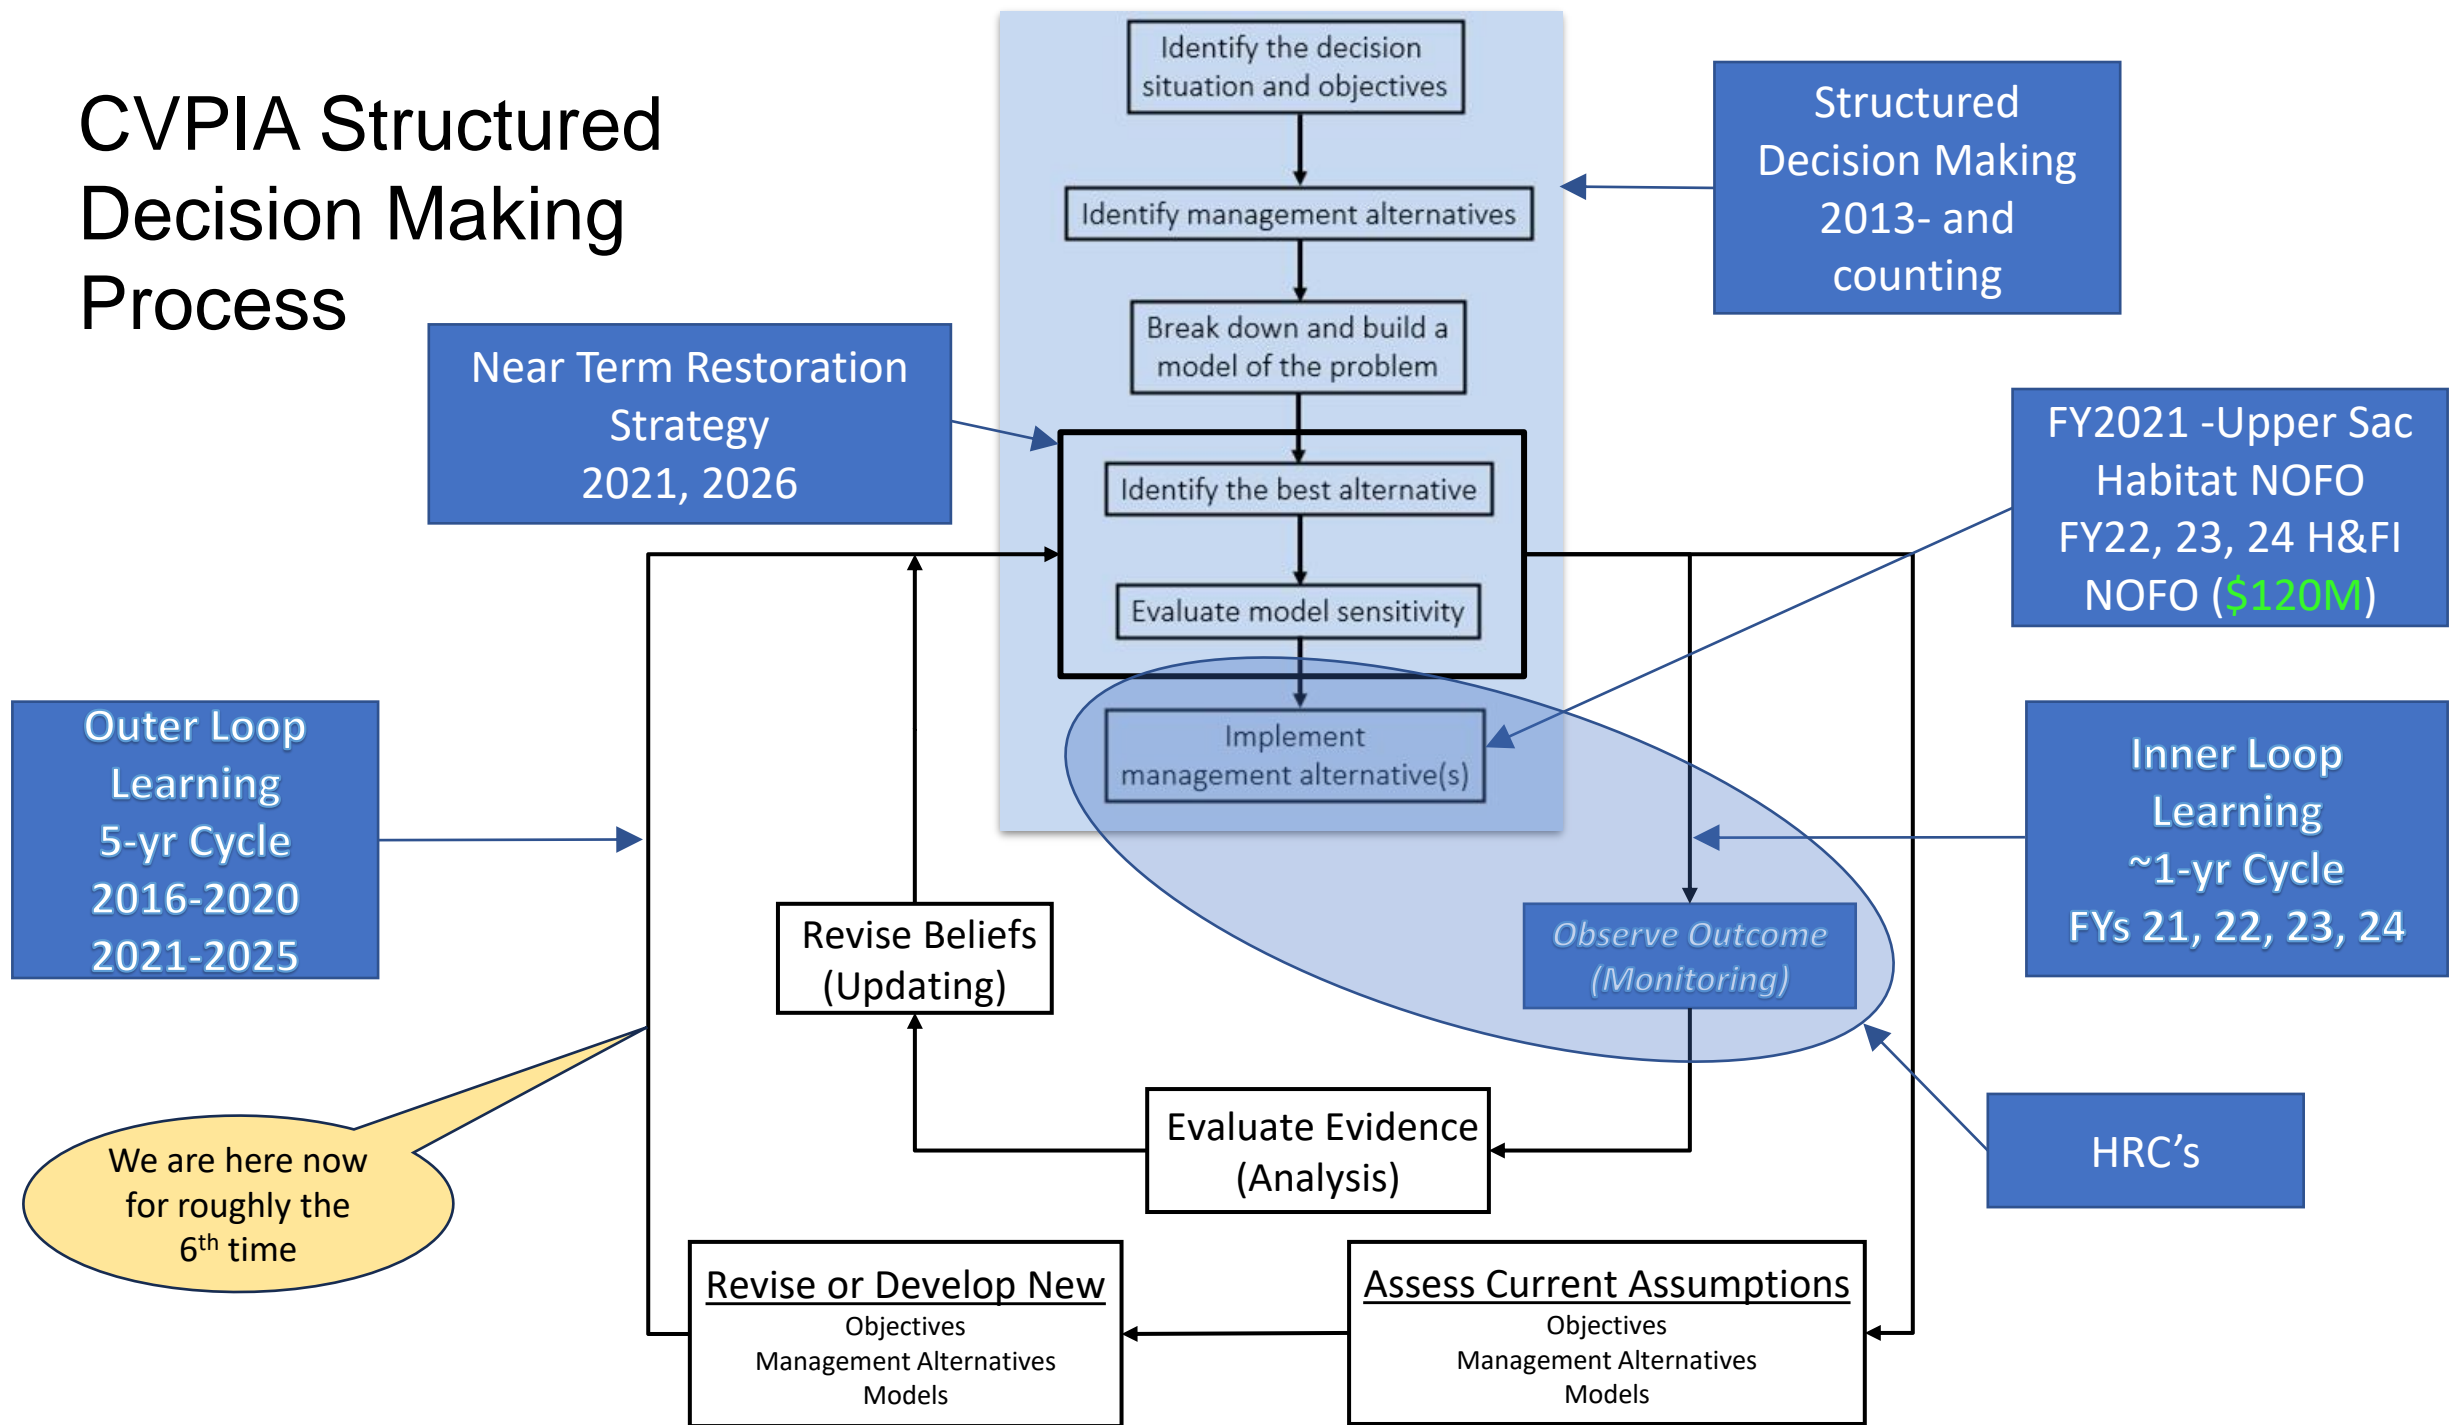 CVPIA Structured
Decision Making
Process
Identify the decision
situation and objectives
Identify management alternatives
Break down and build a
model of the problem
Identify the best alternative
Evaluate model sensitivity
Implement
management alternative(s)
Structured
Decision Making
2013- and
counting
Near Term Restoration
Strategy
2021, 2026
FY2021 -Upper Sac
Habitat NOFO
FY22, 23, 24 H&FI
NOFO ($120M)
Outer Loop
Learning
5-yr Cycle
2016-2020
2021-2025
Inner Loop
Learning
~1-yr Cycle
FYs 21, 22, 23, 24
Revise Beliefs
(Updating)
Observe Outcome
(Monitoring)
Evaluate Evidence
(Analysis)
HRC’s
We are here now
for roughly the
6th time
Revise or Develop New
Objectives
Management Alternatives
Models
Assess Current Assumptions
Objectives
Management Alternatives
Models